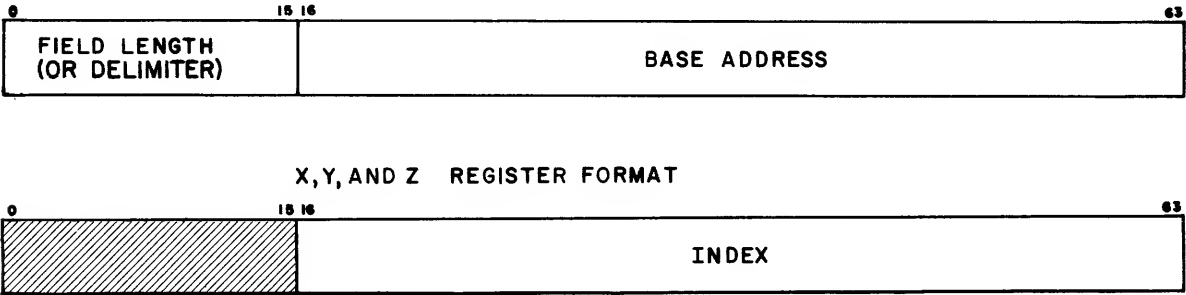 0 15 16 63
FIELD LENGTH
(OR DELIMITER)
BASE ADDRESS
X,Y, AND Z REGISTER FORMAT
0 15 16 63
INDEX